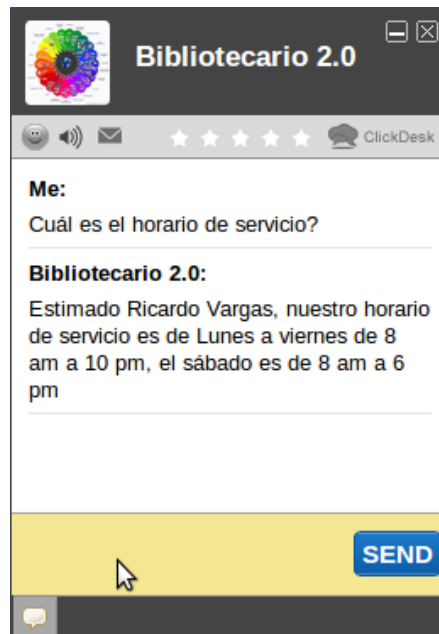 Bibliotecario 2.0
ClickDesk
Me:
Cuál es el horario de servicio?
Bibliotecario 2.0:
Estimado Ricardo Vargas, nuestro horario
de servicio es de Lunes a viernes de 8
am a 10 pm, el sábado es de 8 am a 6
pm
SEND